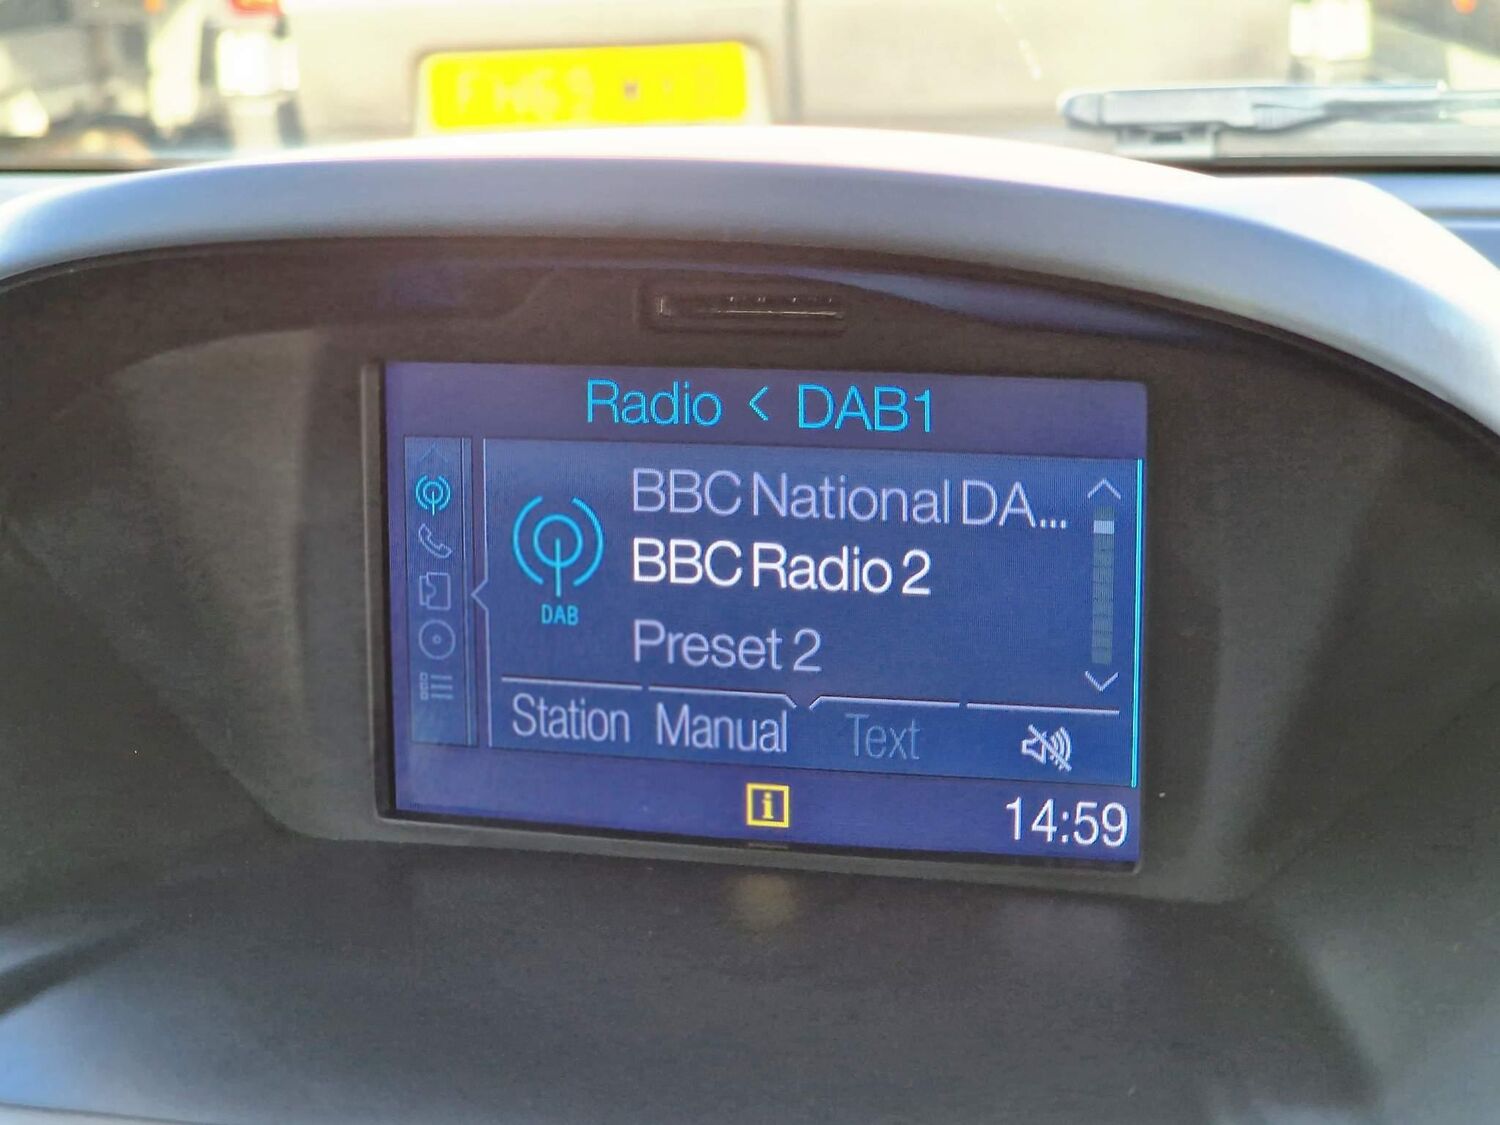 Radio < DAB1
BBC National DA...
BBC Radio 2
DAB
Preset 2
Station Manual Text
i 14:59